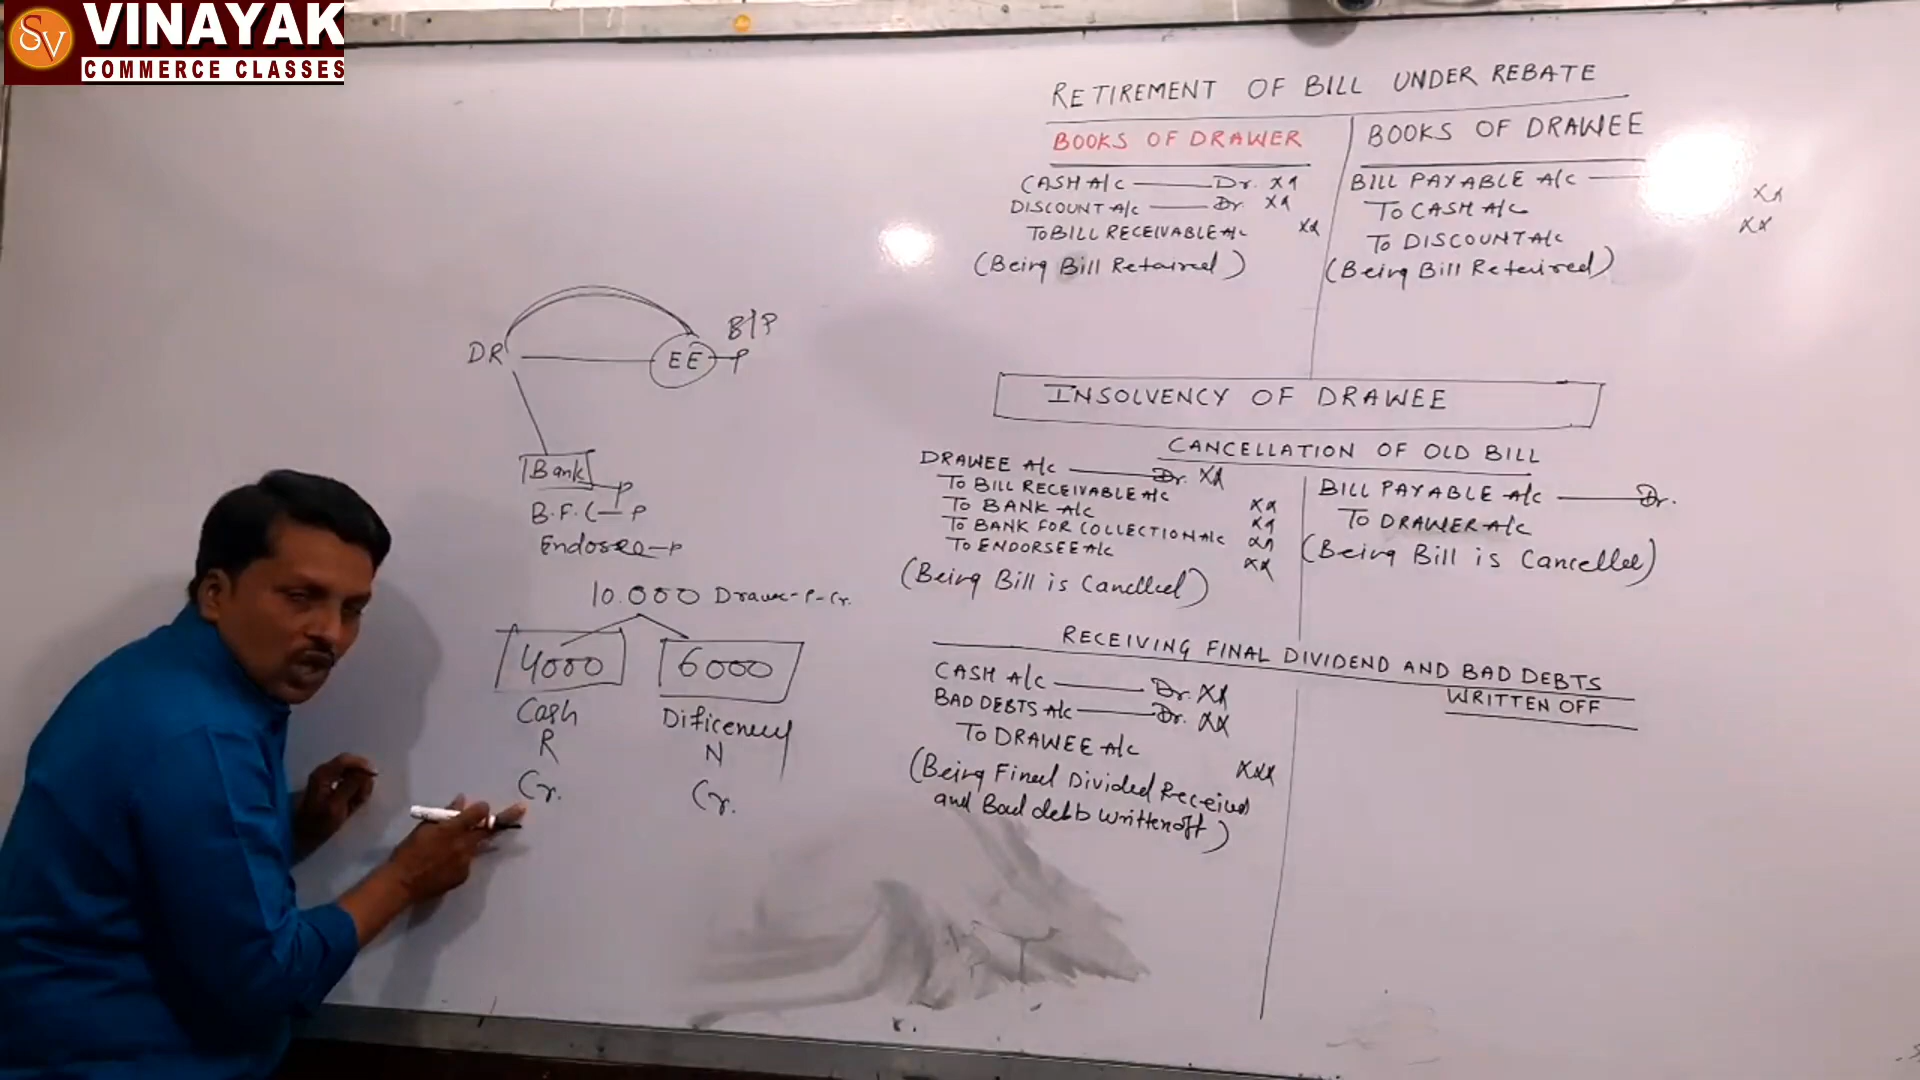 SV VINAYAK
COMMERCE CLASSES
RETIREMENT OF BILL UNDER REBATE
BOOKS OF DRAWER
CASH A/c Dr. XX
DISCOUNT A/c Dr. XX
TO BILL RECEIVABLE A/c XX
(Being Bill Retaired)
BOOKS OF DRAWEE
BILL PAYABLE A/c
TO CASH A/c XX
TO DISCOUNT A/c XX
(Being Bill Reteired)
DR
EE
B/P
P
Bank P
B.F.C P
Endosee P
10.000 P-Cr.
4000
Cash
R
Cr.
6000
N
Cr.
INSOLVENCY OF DRAWEE
CANCELLATION OF OLD BILL
DRAWEE A/c Dr. XX
TO BILL RECEIVABLE A/c XX
TO BANK A/c XX
TO BANK FOR COLLECTION A/c XX
TO ENDORSEE A/c XX
(Being Bill is Cancelled)
BILL PAYABLE A/c Dr.
TO DRAWER A/c
(Being Bill is Cancelled)
RECEIVING FINAL DIVIDEND AND BAD DEBTS
WRITTEN OFF
CASH A/c Dr. XX
BAD DEBTS A/c Dr. XX
TO DRAWEE A/c XXX
(Being Final Divided Received
and Bad debts written off)